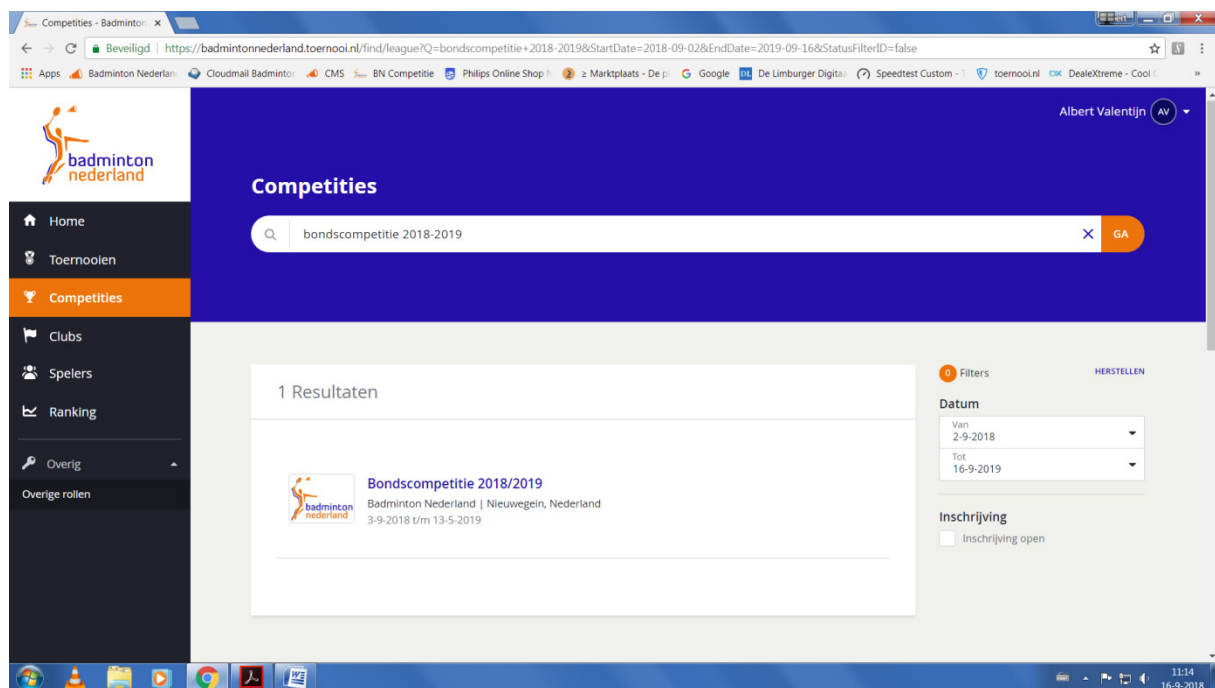 Competities - Badminton
Beveiligd | https://badmintonnederland.toernooi.nl/find/league?Q=bondscompetitie+2018-2019&StartDate=2018-09-02&EndDate=2019-09-16&StatusFilterID=false
Apps Badminton Nederlan Cloudmail Badminton CMS BN Competitie Philips Online Shop N ≥ Marktplaats - De p Google DL De Limburger Digita Speedtest Custom - T toernooi.nl DX DealeXtreme - Cool »
Albert Valentijn AV
badminton
nederland
Competities
bondscompetitie 2018-2019
GA
Home
Toernooien
Competities
Clubs
Spelers
Ranking
Overig
Overige rollen
1 Resultaten
badminton
nederland
Bondscompetitie 2018/2019
Badminton Nederland | Nieuwegein, Nederland
3-9-2018 t/m 13-5-2019
0 Filters
HERSTELLEN
Datum
Van
2-9-2018
Tot
16-9-2019
Inschrijving
Inschrijving open
11:14
16-9-2018